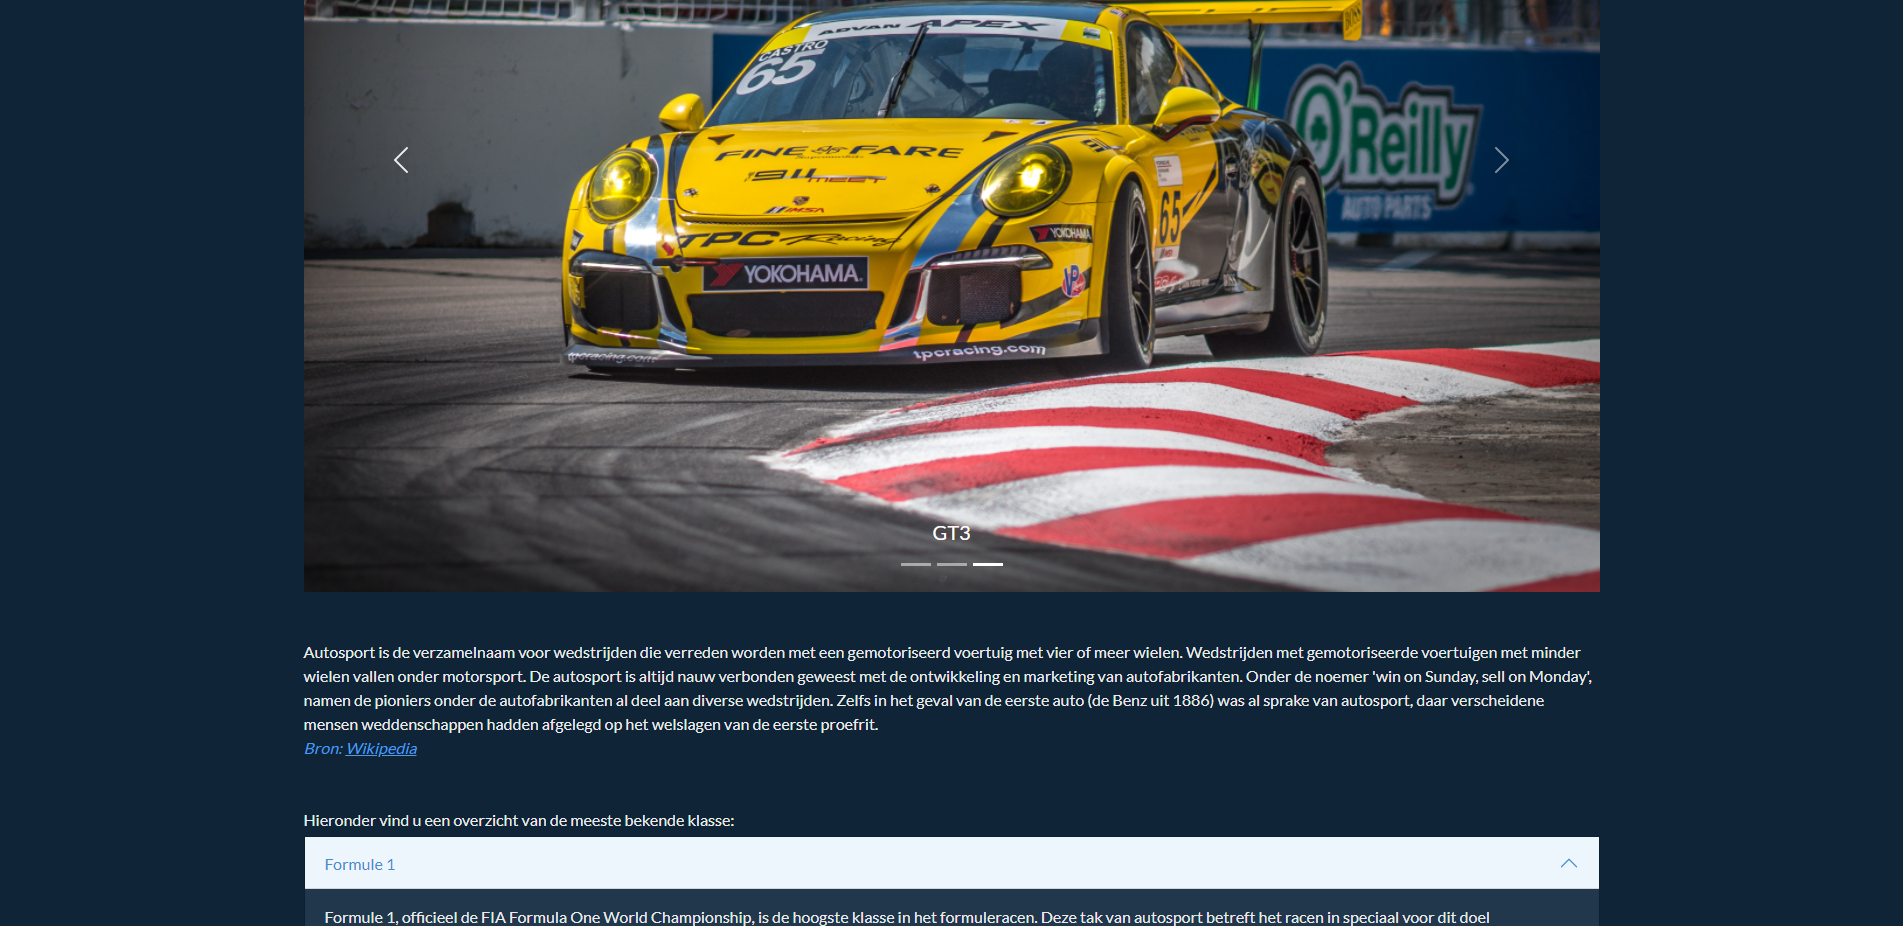 ADVAN APEX
CASTRO
65
O'Reilly
AUTO PARTS
FINE FARE
911
MEET
IMSA
65
TPC Racing
YOKOHAMA
YOKOHAMA
tpcracing.com
tpcracing.com
GT3
Autosport is de verzamelnaam voor wedstrijden die verreden worden met een gemotoriseerd voertuig met vier of meer wielen. Wedstrijden met gemotoriseerde voertuigen met minder
wielen vallen onder motorsport. De autosport is altijd nauw verbonden geweest met de ontwikkeling en marketing van autofabrikanten. Onder de noemer 'win on Sunday, sell on Monday',
namen de pioniers onder de autofabrikanten al deel aan diverse wedstrijden. Zelfs in het geval van de eerste auto (de Benz uit 1886) was al sprake van autosport, daar verscheidene
mensen weddenschappen hadden afgelegd op het welslagen van de eerste proefrit.
Bron: Wikipedia
Hieronder vind u een overzicht van de meeste bekende klasse:
Formule 1
Formule 1, officieel de FIA Formula One World Championship, is de hoogste klasse in het formuleracen. Deze tak van autosport betreft het racen in speciaal voor dit doel